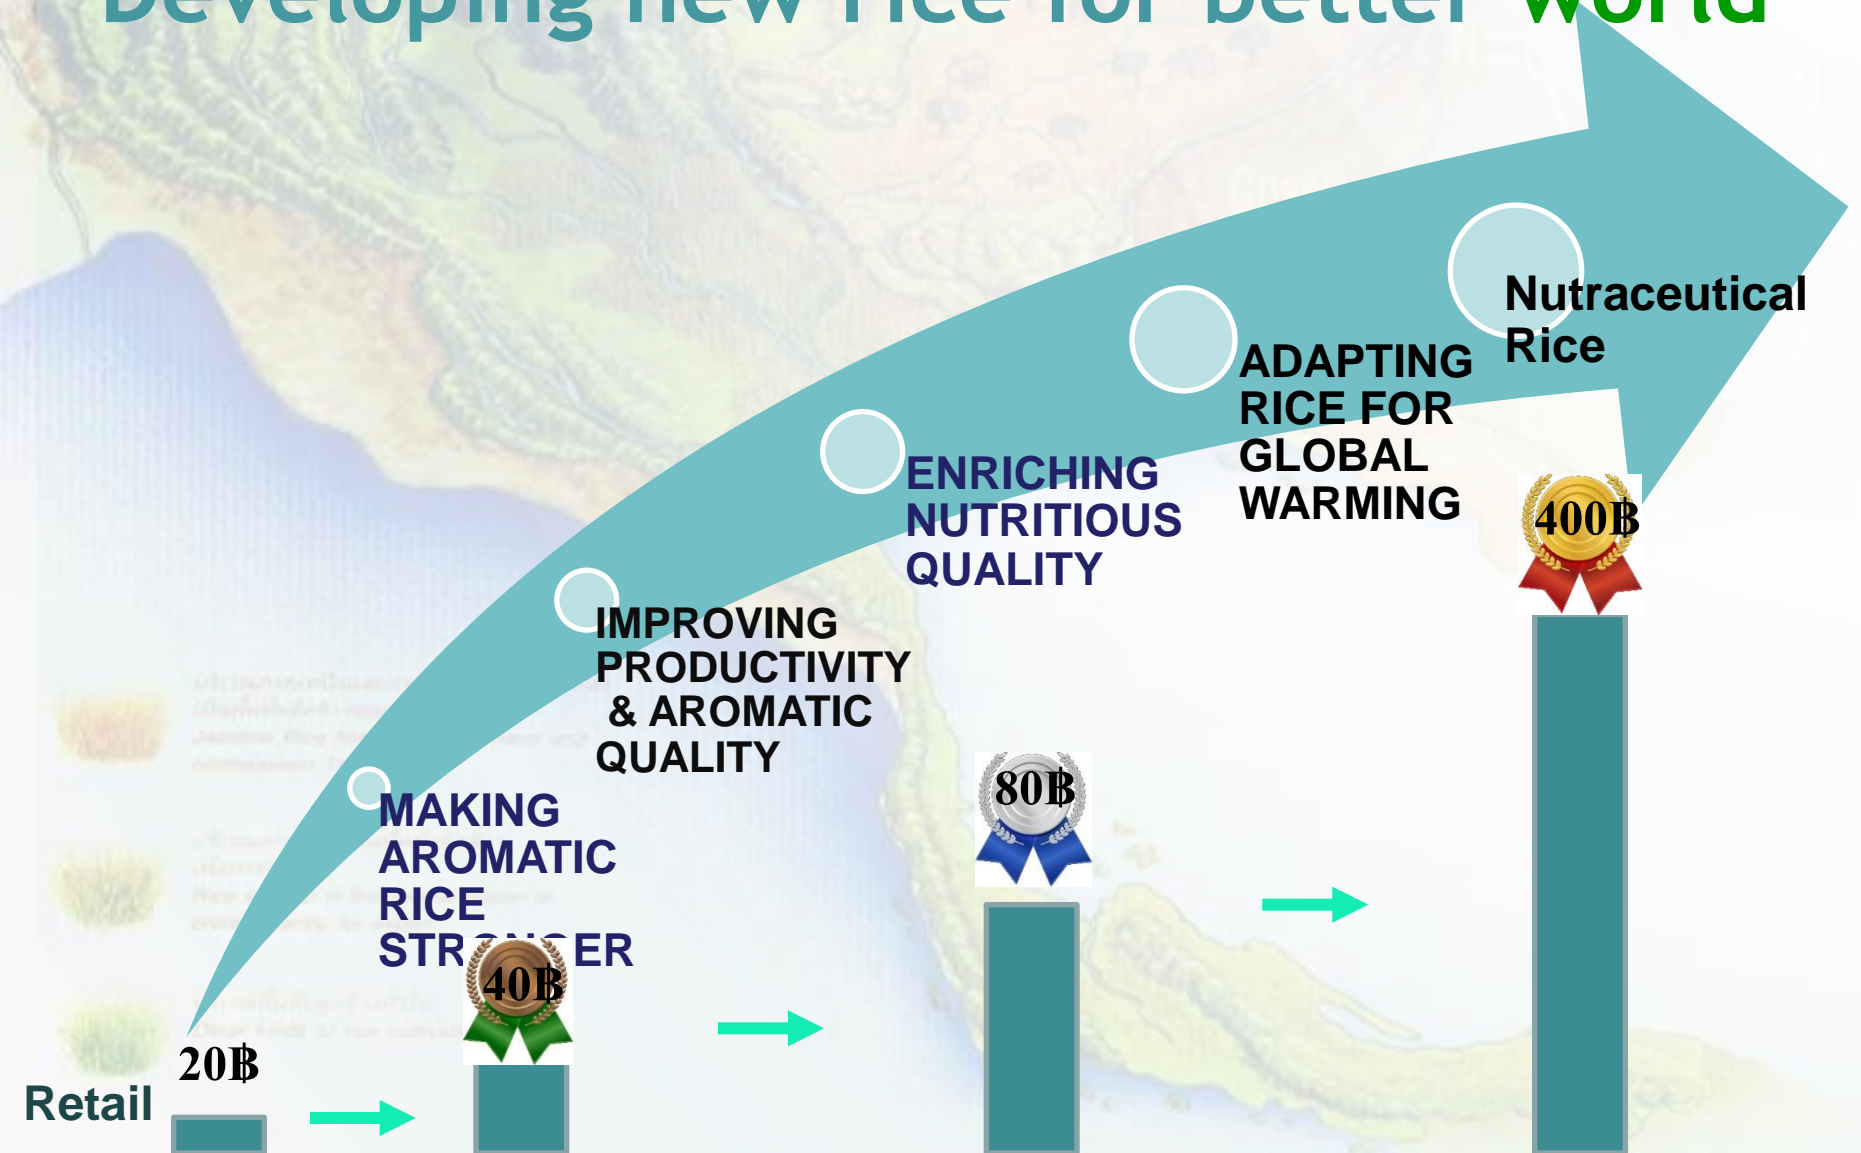 Developing new rice for better world
Nutraceutical
Rice
ADAPTING
RICE FOR
GLOBAL
WARMING
ENRICHING
NUTRITIOUS
QUALITY
IMPROVING
PRODUCTIVITY
& AROMATIC
QUALITY
MAKING
AROMATIC
RICE
STRONGER
400฿
80฿
40฿
20฿
Retail